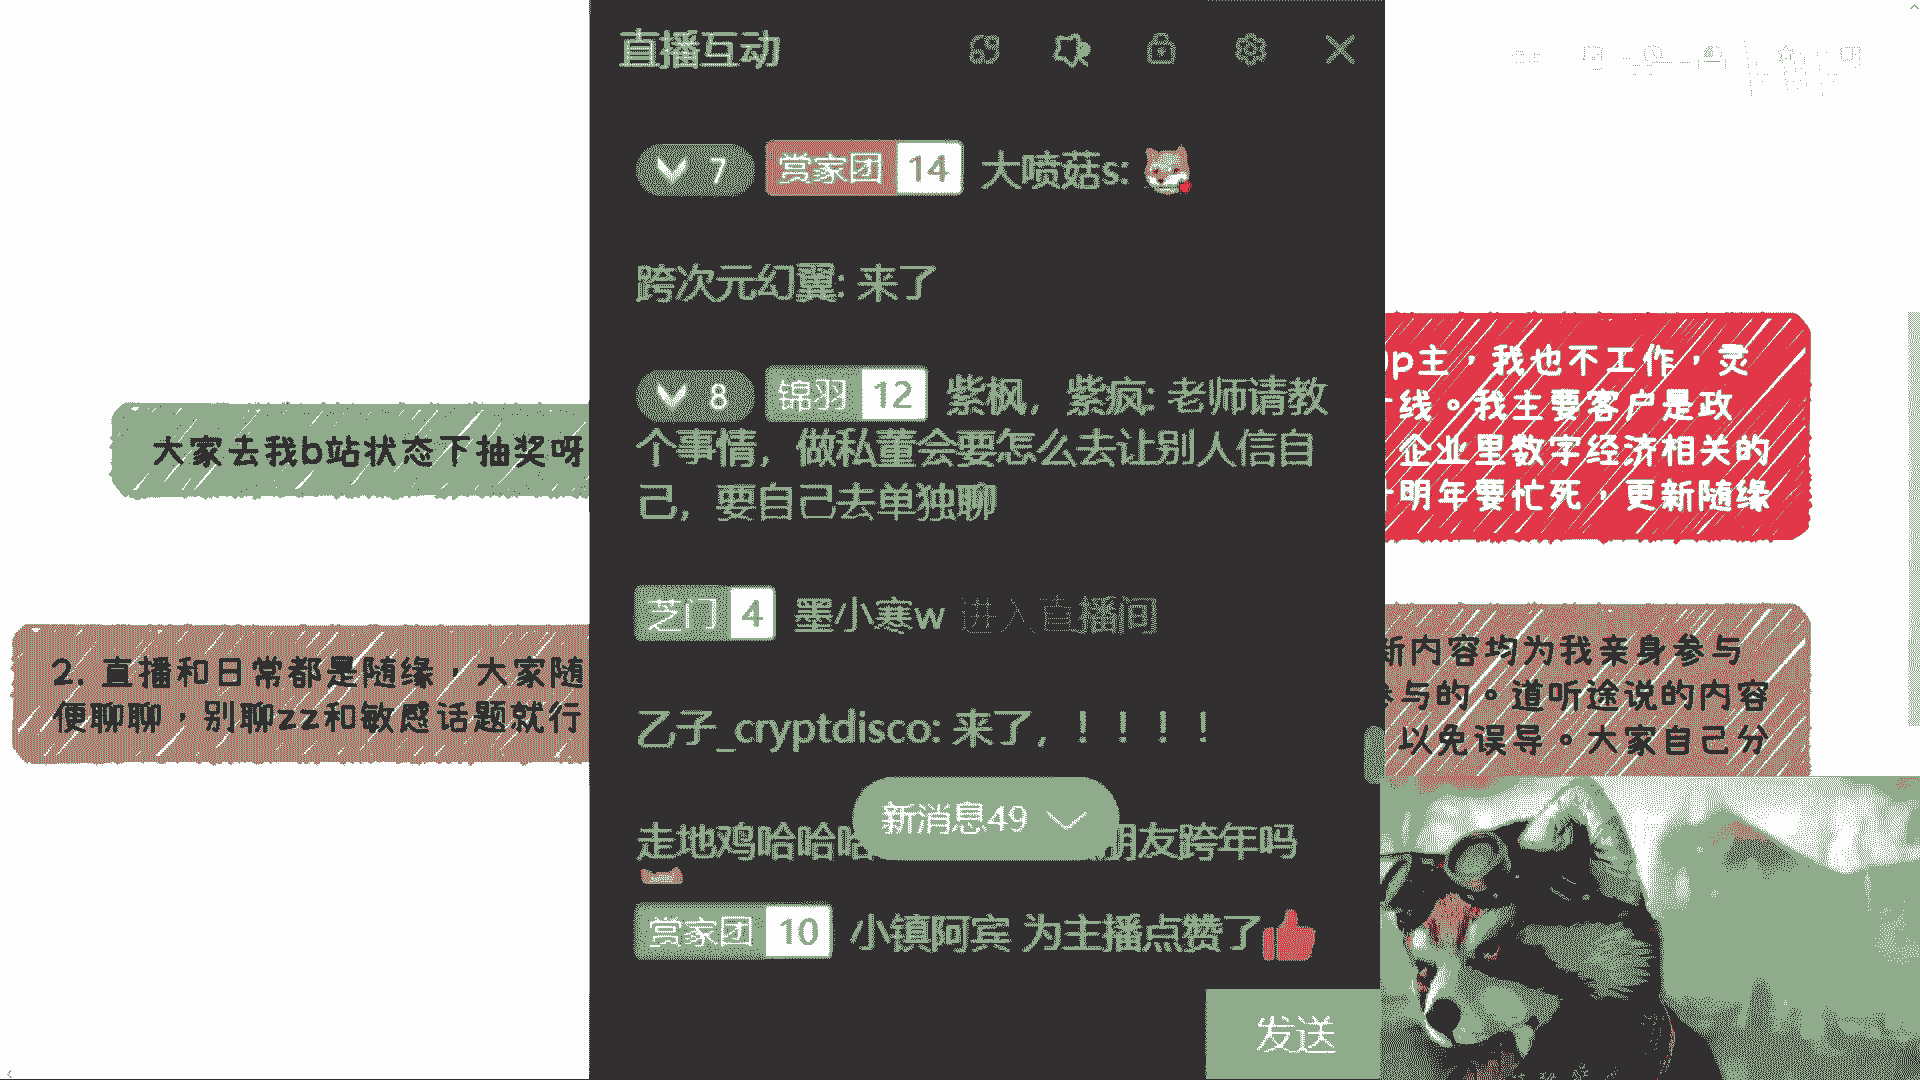 直播互动
7 赏家团 14 大喷菇s:
跨次元幻翼: 来了
8 锦羽 12 紫枫，紫疯: 老师请教
个事情，做私董会要怎么去让别人信自
己，要自己去单独聊
芝门 4 墨小寒w 进入直播间
乙子_cryptdisco: 来了，！！！！
走地鸡哈哈哈
朋友跨年吗
新消息49
赏家团 10 小镇阿宾 为主播点赞了
发送
大家去我b站状态下抽奖呀
2. 直播和日常都是随缘，大家随
便聊聊，别聊zz和敏感话题就行
p主，我也不工作，灵
线。我主要客户是政
企业里数字经济相关的
明年要忙死，更新随缘
新内容均为我亲身参与
参与的。道听途说的内容
以免误导。大家自己分